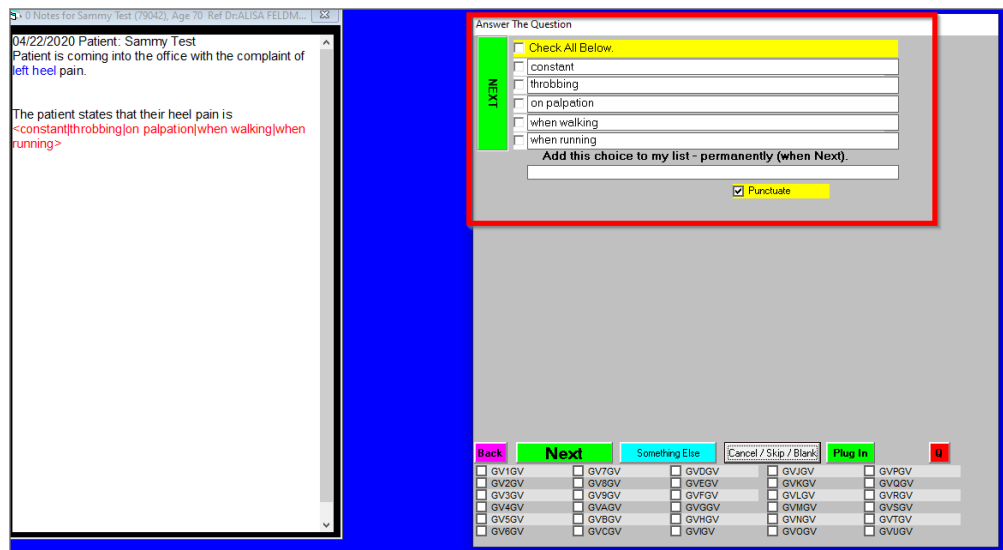 0 Notes for Sammy Test (79042), Age 70 Ref Dr:ALISA FELDM...
04/22/2020 Patient: Sammy Test
Patient is coming into the office with the complaint of
left heel pain.
The patient states that their heel pain is
<constant|throbbing|on palpation|when walking|when
running>
Answer The Question
NEXT
Check All Below.
constant
throbbing
on palpation
when walking
when running
Add this choice to my list - permanently (when Next).
Punctuate
Back Next Something Else Cancel / Skip / Blank Plug In Q
GV1GV GV7GV GVDGV GVJGV GVPGV
GV2GV GV8GV GVEGV GVKGV GVQGV
GV3GV GV9GV GVFGV GVLGV GVRGV
GV4GV GVAGV GVGGV GVMGV GVSGV
GV5GV GVBGV GVHGV GVNGV GVTGV
GV6GV GVCGV GVIGV GVOGV GVUGV